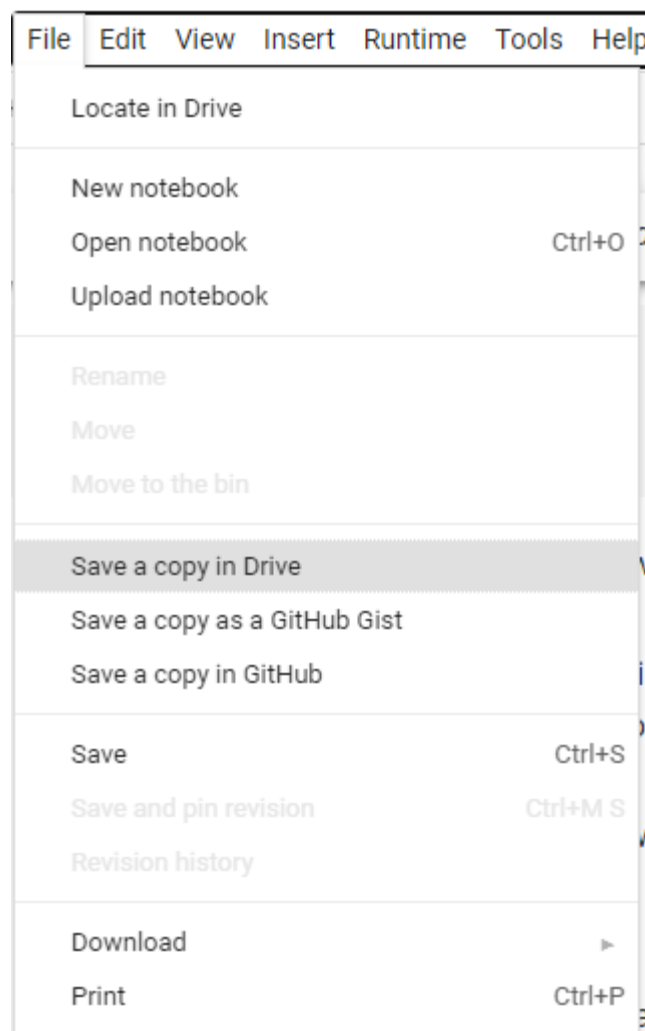 File Edit View Insert Runtime Tools Help
Locate in Drive
New notebook
Open notebook Ctrl+O
Upload notebook
Rename
Move
Move to the bin
Save a copy in Drive
Save a copy as a GitHub Gist
Save a copy in GitHub
Save Ctrl+S
Save and pin revision Ctrl+M S
Revision history
Download ►
Print Ctrl+P